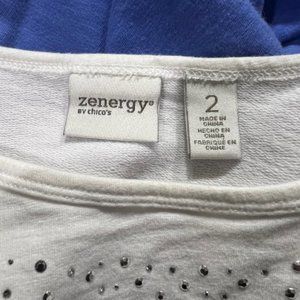 zenergy®
BY chico's
2
MADE IN
CHINA
HECHO EN
CHINA
FABRIQUÉ EN
CHINE